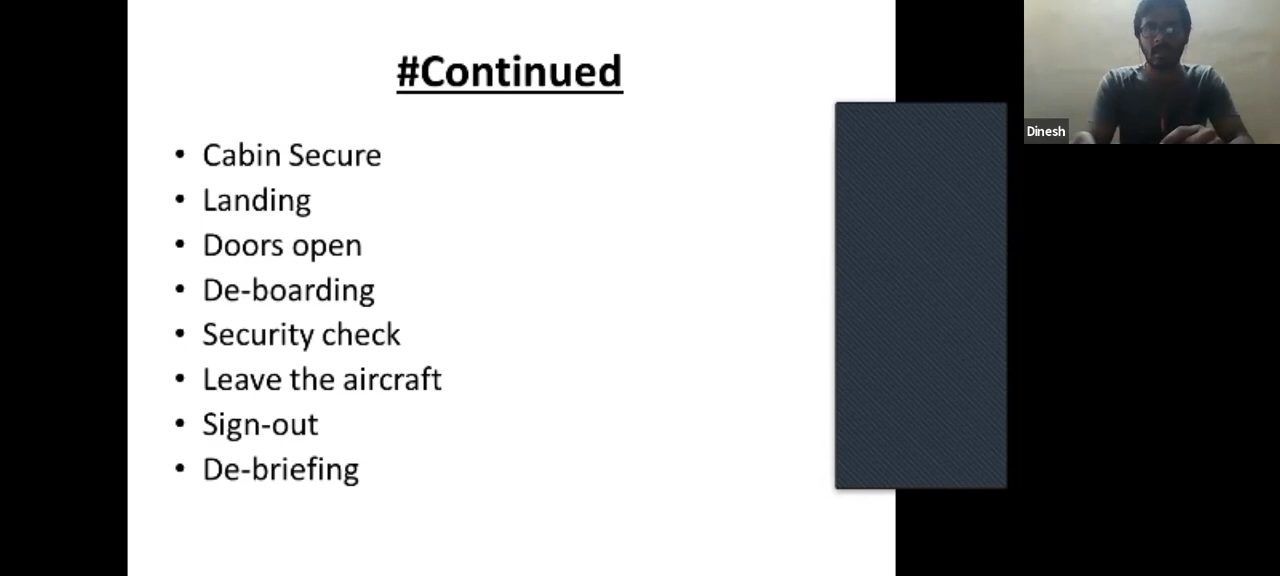 #Continued
• Cabin Secure
• Landing
• Doors open
• De-boarding
• Security check
• Leave the aircraft
• Sign-out
• De-briefing
Dinesh